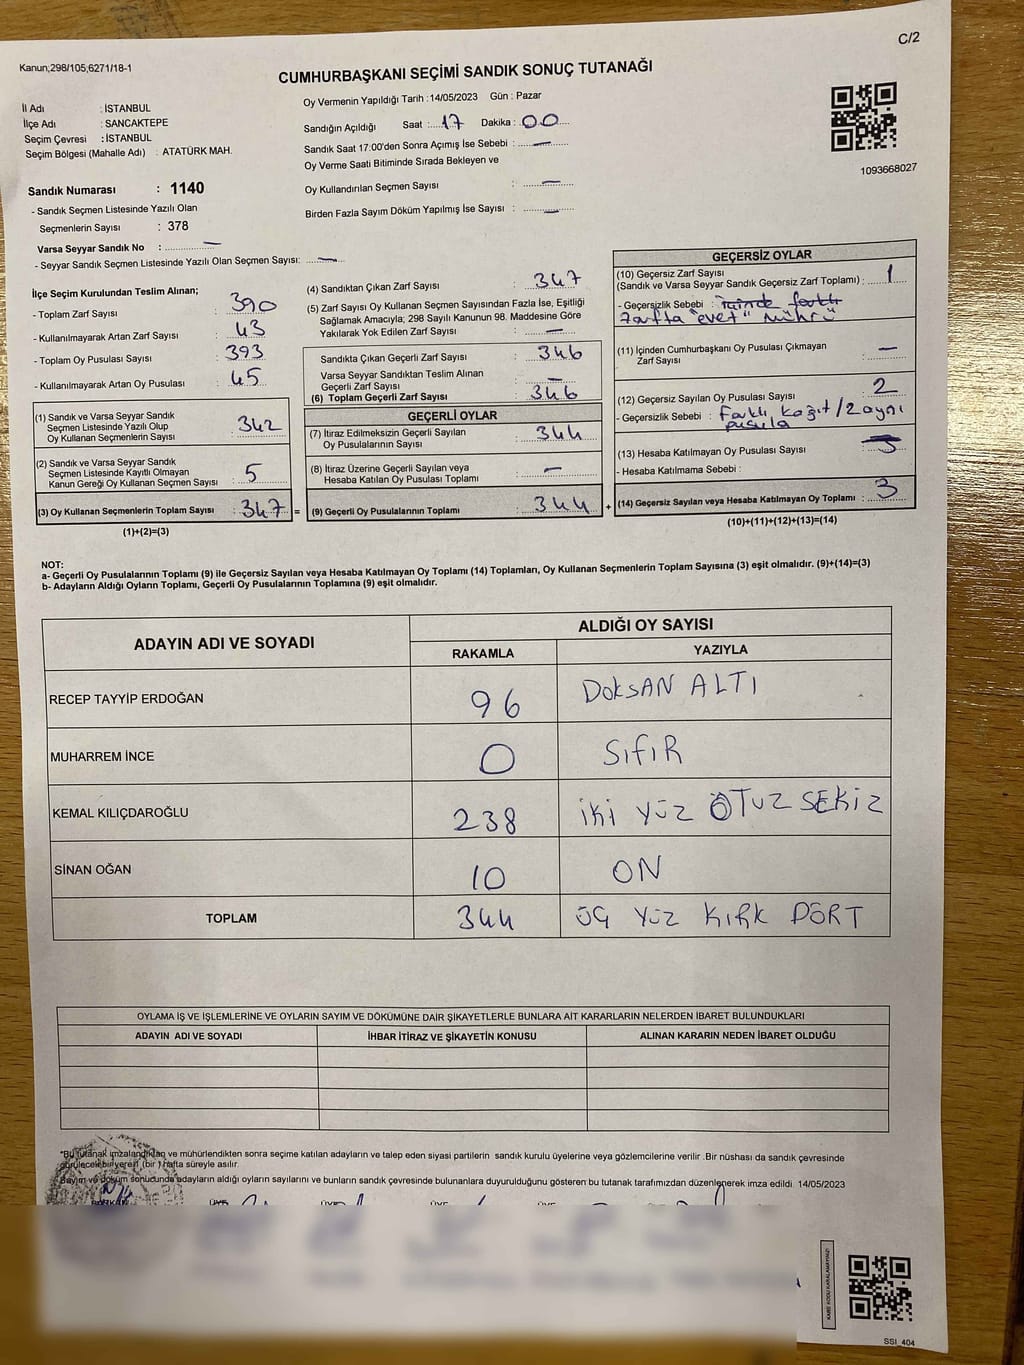 C/2
Kanun;298/105;6271/18-1
CUMHURBAŞKANI SEÇİMİ SANDIK SONUÇ TUTANAĞI
İl Adı : İSTANBUL
İlçe Adı : SANCAKTEPE
Seçim Çevresi : İSTANBUL
Seçim Bölgesi (Mahalle Adı) : ATATÜRK MAH.
Oy Vermenin Yapıldığı Tarih :14/05/2023 Gün : Pazar
Sandığın Açıldığı Saat : 17 Dakika : 00
Sandık Saat 17:00'den Sonra Açımış İse Sebebi : —
Oy Verme Saati Bitiminde Sırada Bekleyen ve
Oy Kullandırılan Seçmen Sayısı : —
Birden Fazla Sayım Döküm Yapılmış İse Sayısı : —
1093668027
Sandık Numarası : 1140
- Sandık Seçmen Listesinde Yazılı Olan
Seçmenlerin Sayısı : 378
Varsa Seyyar Sandık No : —
- Seyyar Sandık Seçmen Listesinde Yazılı Olan Seçmen Sayısı: —
İlçe Seçim Kurulundan Teslim Alınan;
- Toplam Zarf Sayısı : 390
- Kullanılmayarak Artan Zarf Sayısı : 43
- Toplam Oy Pusulası Sayısı : 393
- Kullanılmayarak Artan Oy Pusulası : 45
(1) Sandık ve Varsa Seyyar Sandık
Seçmen Listesinde Yazılı Olup
Oy Kullanan Seçmenlerin Sayısı : 342
(2) Sandık ve Varsa Seyyar Sandık
Seçmen Listesinde Kayıtlı Olmayan
Kanun Gereği Oy Kullanan Seçmen Sayısı : 5
(3) Oy Kullanan Seçmenlerin Toplam Sayısı : 347 =
(1)+(2)=(3)
(4) Sandıktan Çıkan Zarf Sayısı : 347
(5) Zarf Sayısı Oy Kullanan Seçmen Sayısından Fazla İse, Eşitliği
Sağlamak Amacıyla; 298 Sayılı Kanunun 98. Maddesine Göre
Yakılarak Yok Edilen Zarf Sayısı : —
Sandıkta Çıkan Geçerli Zarf Sayısı : 346
Varsa Seyyar Sandıktan Teslim Alınan
Geçerli Zarf Sayısı : —
(6) Toplam Geçerli Zarf Sayısı : 346
GEÇERLİ OYLAR
(7) İtiraz Edilmeksizin Geçerli Sayılan
Oy Pusulalarının Sayısı : 344
(8) İtiraz Üzerine Geçerli Sayılan veya
Hesaba Katılan Oy Pusulası Toplamı : —
(9) Geçerli Oy Pusulalarının Toplamı : 344 +
GEÇERSİZ OYLAR
(10) Geçersiz Zarf Sayısı
(Sandık ve Varsa Seyyar Sandık Geçersiz Zarf Toplamı) : 1
- Geçersizlik Sebebi : içinde farklı
zarfta "evet" mührü
(11) İçinden Cumhurbaşkanı Oy Pusulası Çıkmayan
Zarf Sayısı : —
(12) Geçersiz Sayılan Oy Pusulası Sayısı : 2
- Geçersizlik Sebebi : farklı kağıt/2 aynı
pusula
(13) Hesaba Katılmayan Oy Pusulası Sayısı :
- Hesaba Katılmama Sebebi :
(14) Geçersiz Sayılan veya Hesaba Katılmayan Oy Toplamı : 3
(10)+(11)+(12)+(13)=(14)
NOT:
a- Geçerli Oy Pusulalarının Toplamı (9) ile Geçersiz Sayılan veya Hesaba Katılmayan Oy Toplamı (14) Toplamları, Oy Kullanan Seçmenlerin Toplam Sayısına (3) eşit olmalıdır. (9)+(14)=(3)
b- Adayların Aldığı Oyların Toplamı, Geçerli Oy Pusulalarının Toplamına (9) eşit olmalıdır.
ADAYIN ADI VE SOYADI ALDIĞI OY SAYISI
RAKAMLA YAZIYLA
RECEP TAYYİP ERDOĞAN 96 DOKSAN ALTI
MUHARREM İNCE 0 SIFIR
KEMAL KILIÇDAROĞLU 238 iKi YÜZ OTUZ SEKİZ
SİNAN OĞAN 10 ON
TOPLAM 344 ÜÇ YÜZ KIRK DÖRT
OYLAMA İŞ VE İŞLEMLERİNE VE OYLARIN SAYIM VE DÖKÜMÜNE DAİR ŞİKAYETLERLE BUNLARA AİT KARARLARIN NELERDEN İBARET BULUNDUKLARI
ADAYIN ADI VE SOYADI İHBAR İTİRAZ VE ŞİKAYETİN KONUSU ALINAN KARARIN NEDEN İBARET OLDUĞU
"Bu tutanak imzalandıktan ve mühürlendikten sonra seçime katılan adayların ve talep eden siyasi partilerin sandık kurulu üyelerine veya gözlemcilerine verilir .Bir nüshası da sandık çevresinde
görülecek bir yere ( bir ) hafta süreyle asılır.
Sayım ve döküm sonucunda adayların aldığı oyların sayılarını ve bunların sandık çevresinde bulunanlara duyurulduğunu gösteren bu tutanak tarafımızdan düzenlenerek imza edildi. 14/05/2023
ÜYE ÜYE ÜYE ÜYE
KARE KODU KARALAMAYINIZ!
SSI_404